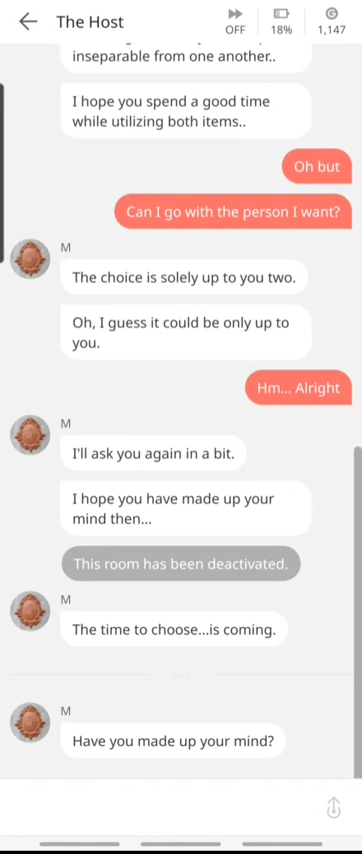 The Host
OFF
18%
1,147
inseparable from one another..
I hope you spend a good time
while utilizing both items..
Oh but
Can I go with the person I want?
M
The choice is solely up to you two.
Oh, I guess it could be only up to
you.
Hm... Alright
M
I'll ask you again in a bit.
I hope you have made up your
mind then...
This room has been deactivated.
M
The time to choose...is coming.
M
Have you made up your mind?